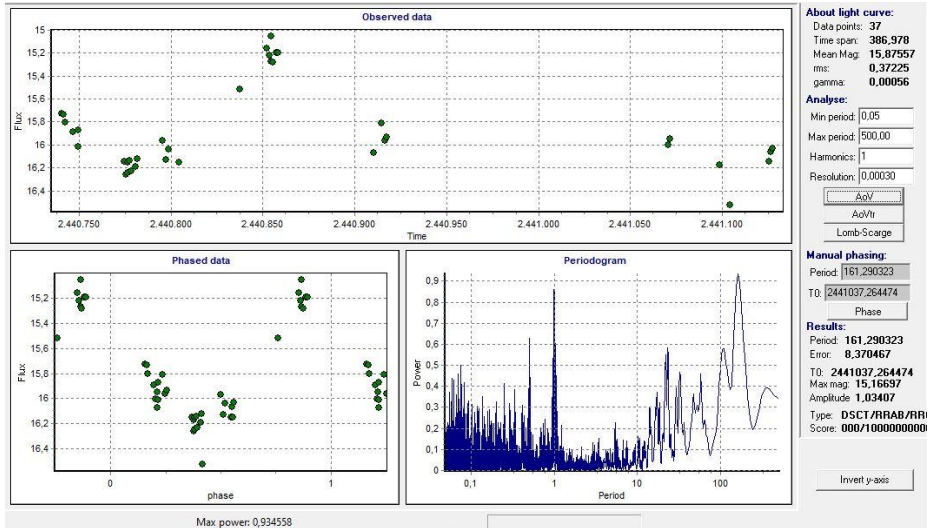 Observed data
15
15,2
15,4
15,6
15,8
16
16,2
16,4
Flux
2.440.750 2.440.800 2.440.850 2.440.900 2.440.950 2.441.000 2.441.050 2.441.100
Time
Phased data
15,2
15,4
15,6
15,8
16
16,2
16,4
Flux
0 1
phase
Periodogram
0,9
0,8
0,7
0,6
0,5
0,4
0,3
0,2
0,1
0
Power
0,1 1 10 100
Period
About light curve:
Data points: 37
Time span: 386,978
Mean Mag: 15,87557
rms: 0,37225
gamma: 0,00056
Analyse:
Min period: 0,05
Max period: 500,00
Harmonics: 1
Resolution: 0,00030
AoV
AoVtr
Lomb-Scarge
Manual phasing:
Period: 161,290323
T0: 2441037,264474
Phase
Results:
Period: 161,290323
Error: 8,370467
T0: 2441037,264474
Max mag: 15,16697
Amplitude 1,03407
Type: DSCT/RRAB/RR
Score: 000/1000000000
Invert y-axis
Max power: 0,934558